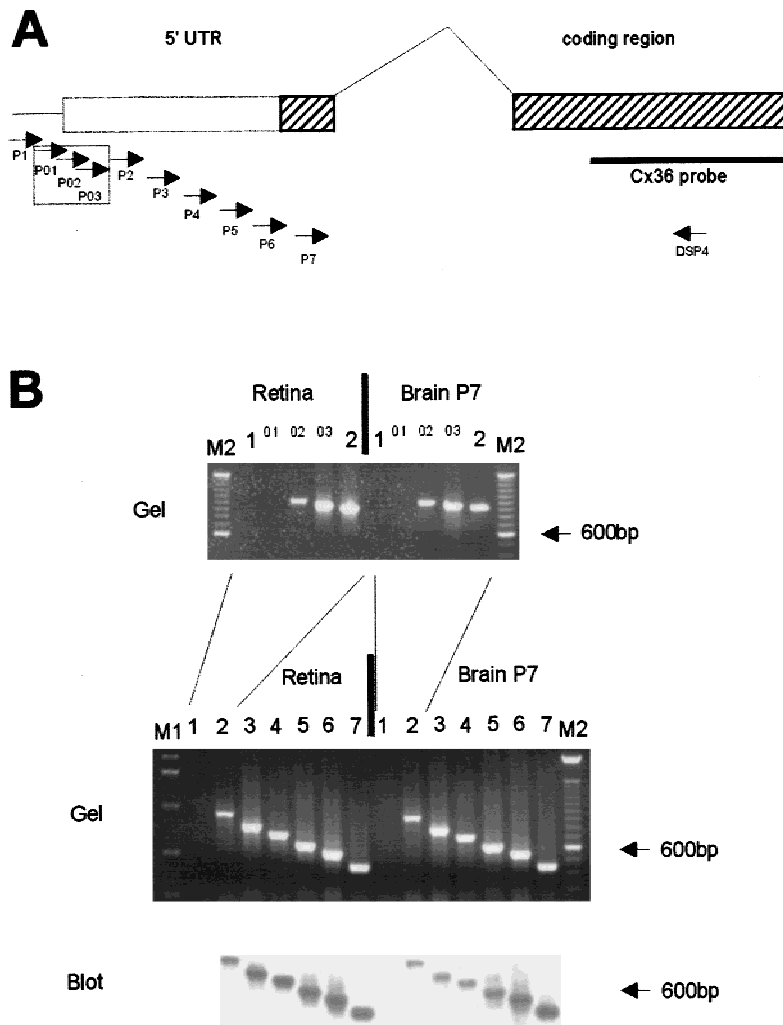 A
5' UTR
coding region
P1
P01
P02
P03
P2
P3
P4
P5
P6
P7
Cx36 probe
DSP4
B
Retina
Brain P7
M2 1 01 02 03 2 1 01 02 03 2 M2
Gel
600bp
Retina
Brain P7
M1 1 2 3 4 5 6 7 1 2 3 4 5 6 7 M2
Gel
600bp
Blot
600bp